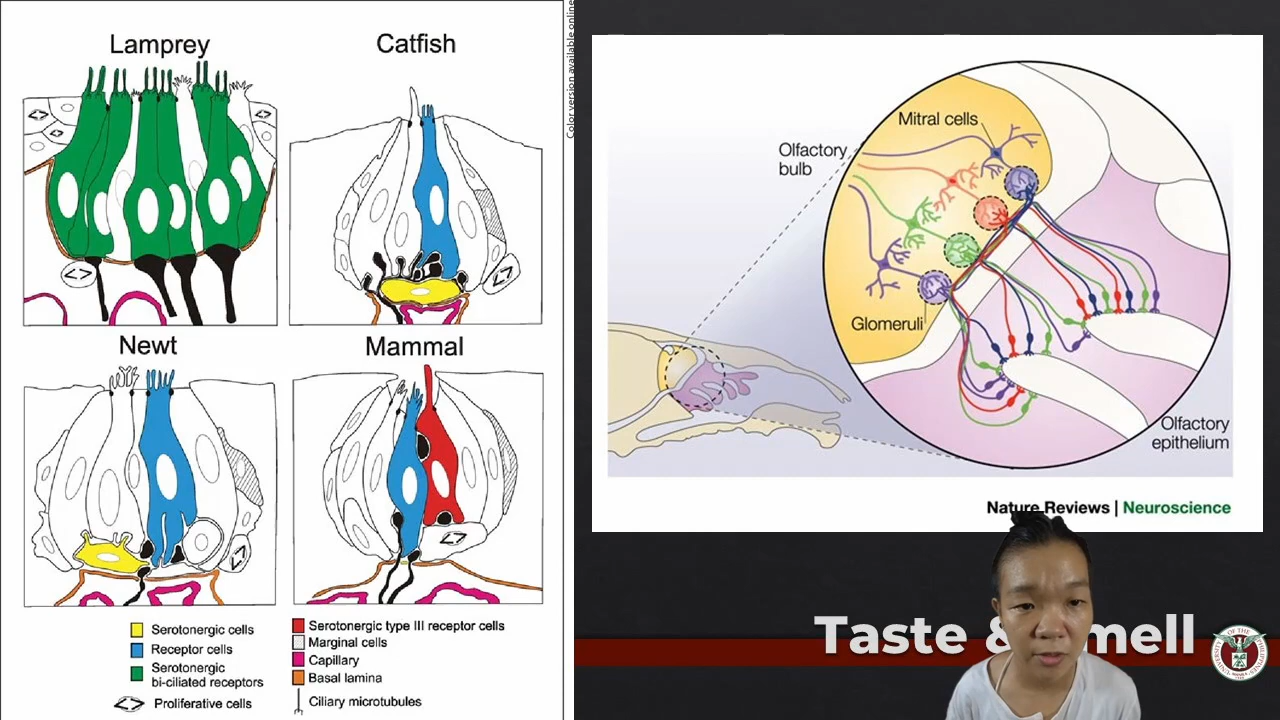 Lamprey
Catfish
Color version available online
Newt
Mammal
Serotonergic cells
Receptor cells
Serotonergic
bi-ciliated receptors
Proliferative cells
Serotonergic type III receptor cells
Marginal cells
Capillary
Basal lamina
Ciliary microtubules
Mitral cells
Olfactory
bulb
Glomeruli
Olfactory
epithelium
Nature Reviews | Neuroscience
Taste & Smell